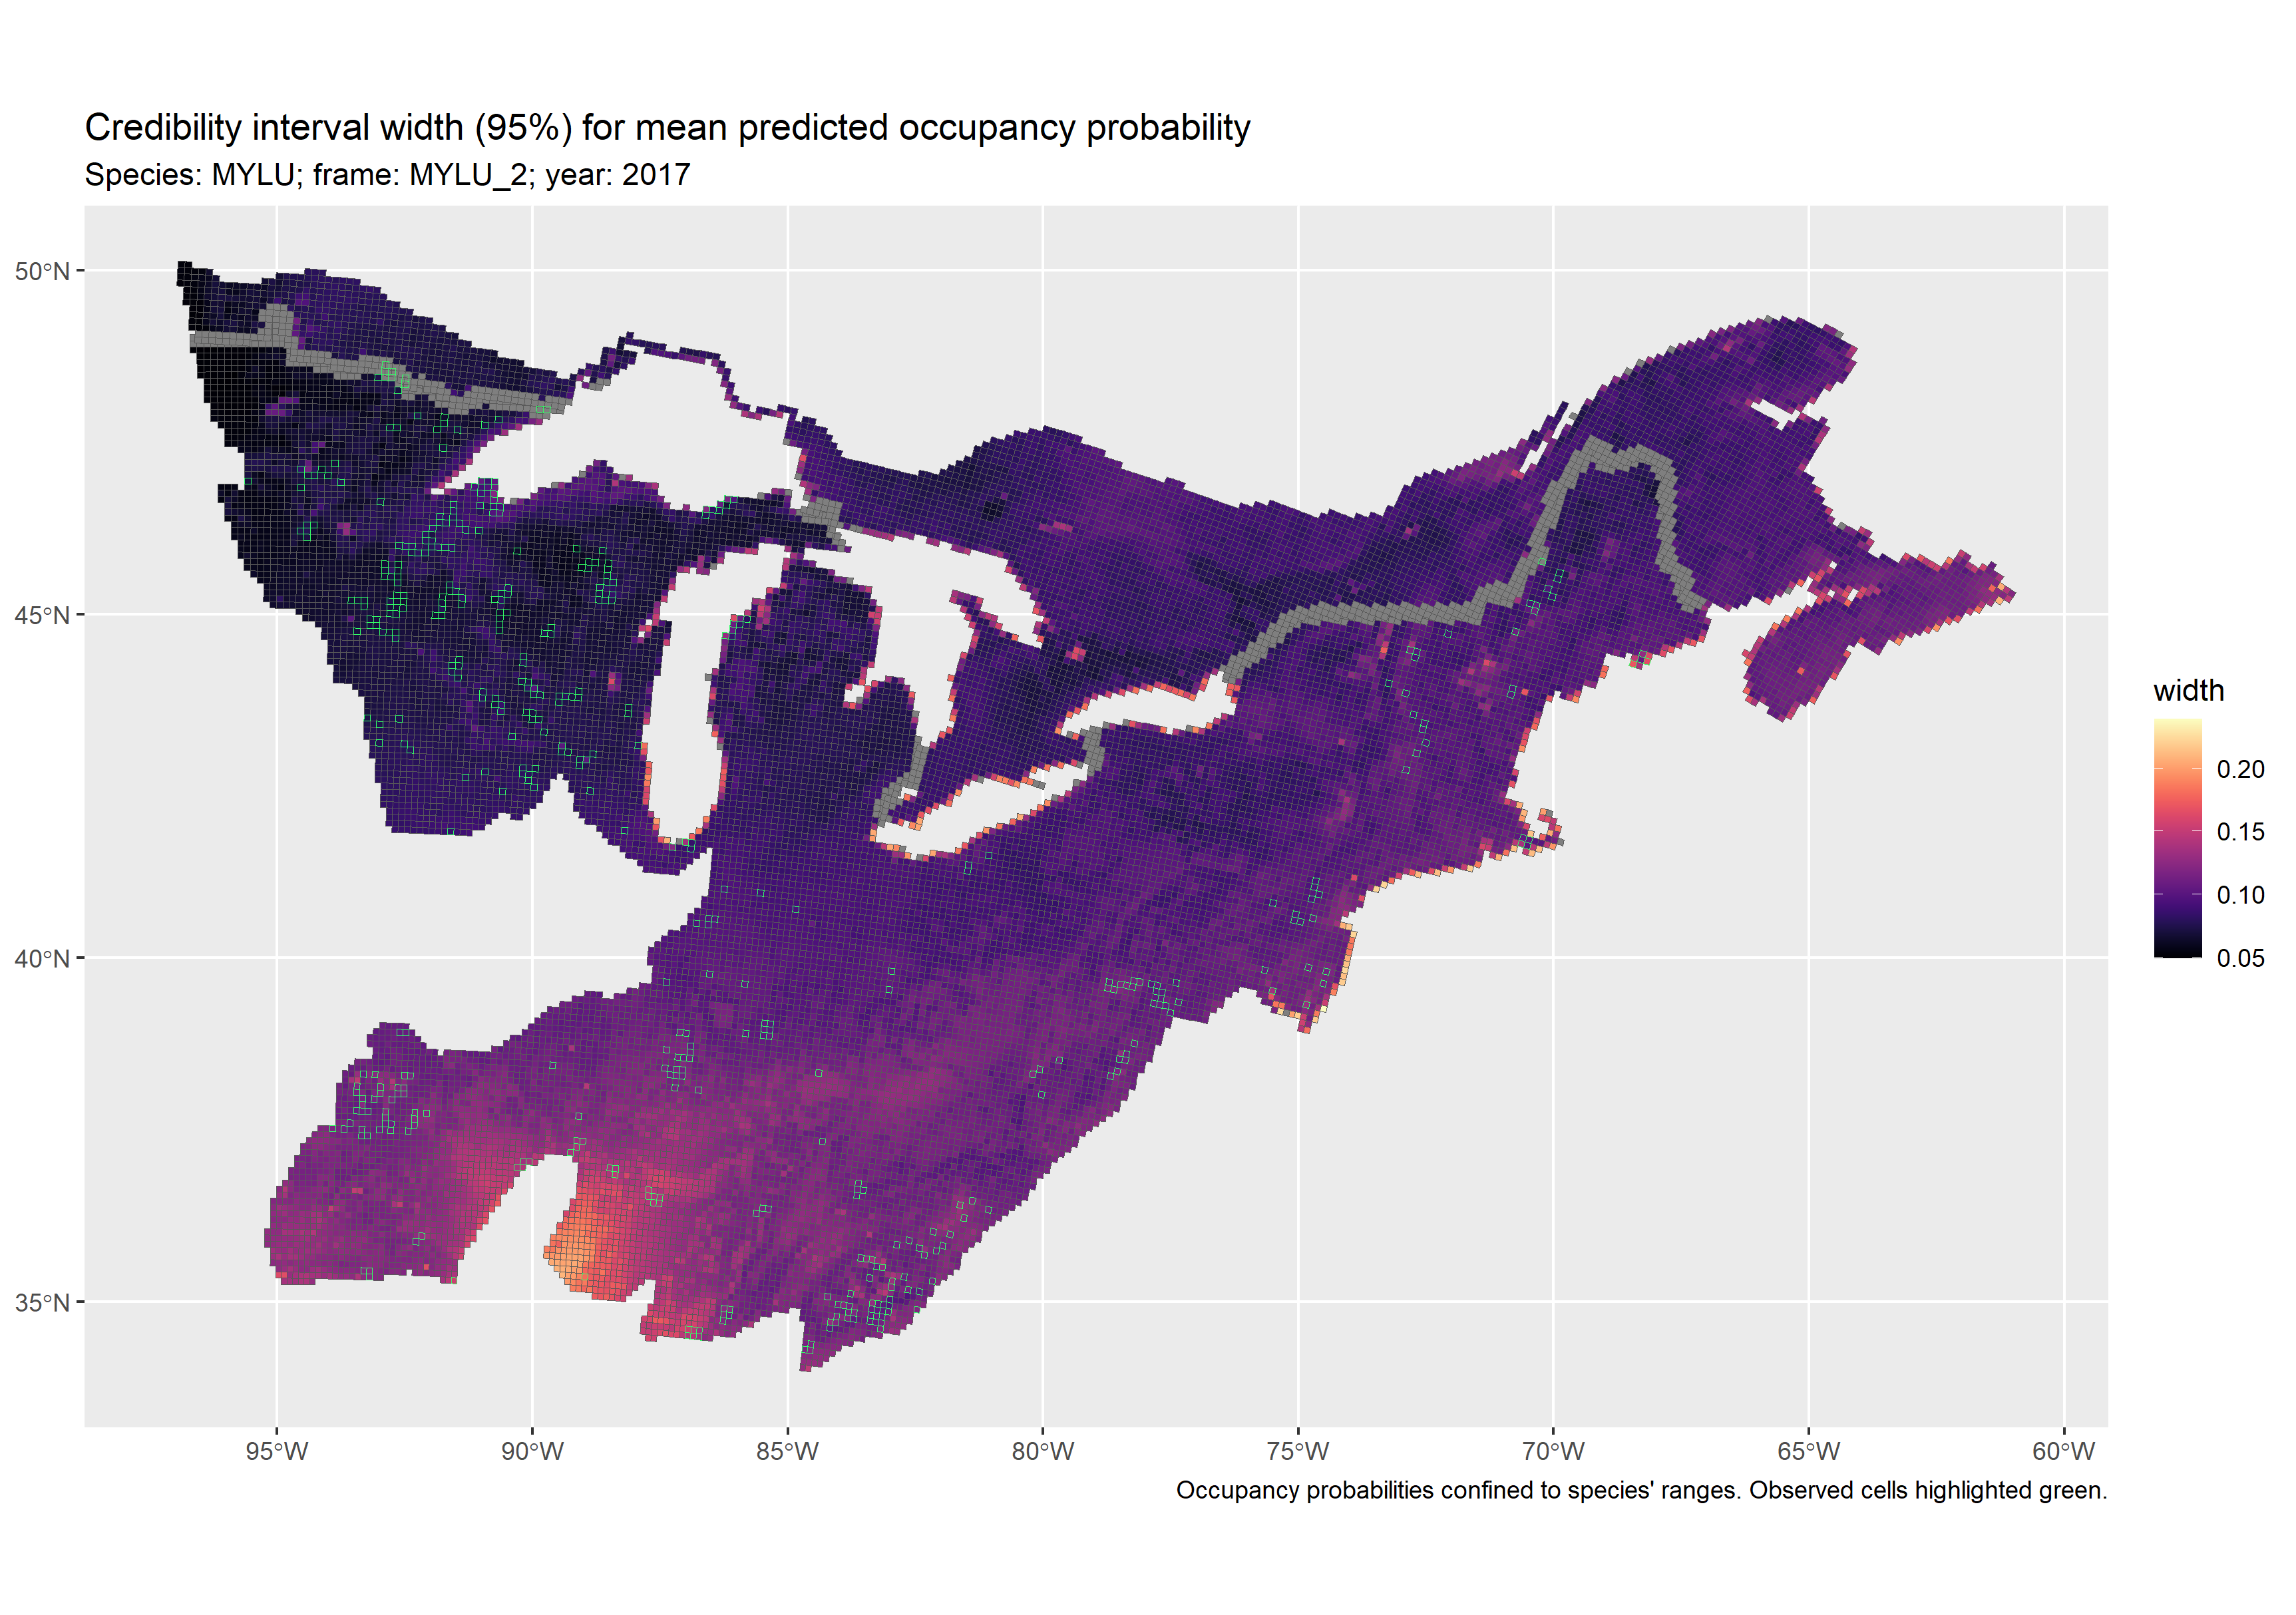 Credibility interval width (95%) for mean predicted occupancy probability
Species: MYLU; frame: MYLU_2; year: 2017
50°N
45°N
40°N
35°N
95°W
90°W
85°W
80°W
75°W
70°W
65°W
60°W
width
0.20
0.15
0.10
0.05
Occupancy probabilities confined to species' ranges. Observed cells highlighted green.